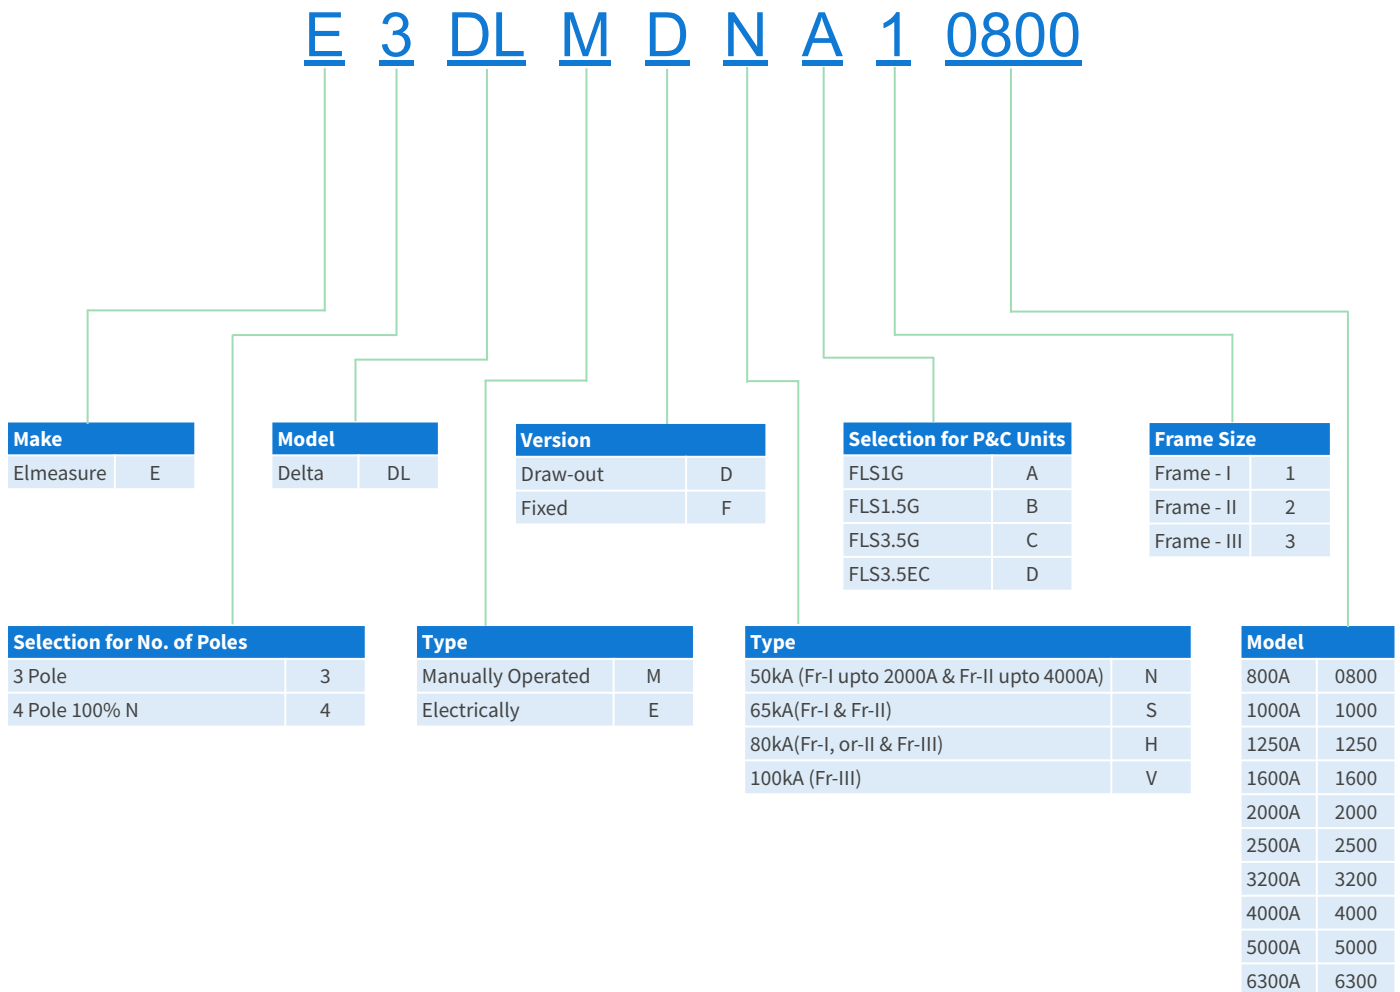 E 3 DL M D N A 1 0800
Make
Elmeasure E
Model
Delta DL
Version
Draw-out D
Fixed F
Selection for P&C Units
FLS1G A
FLS1.5G B
FLS3.5G C
FLS3.5EC D
Frame Size
Frame - I 1
Frame - II 2
Frame - III 3
Selection for No. of Poles
3 Pole 3
4 Pole 100% N 4
Type
Manually Operated M
Electrically E
Type
50kA (Fr-I upto 2000A & Fr-II upto 4000A) N
65kA(Fr-I & Fr-II) S
80kA(Fr-I, or-II & Fr-III) H
100kA (Fr-III) V
Model
800A 0800
1000A 1000
1250A 1250
1600A 1600
2000A 2000
2500A 2500
3200A 3200
4000A 4000
5000A 5000
6300A 6300